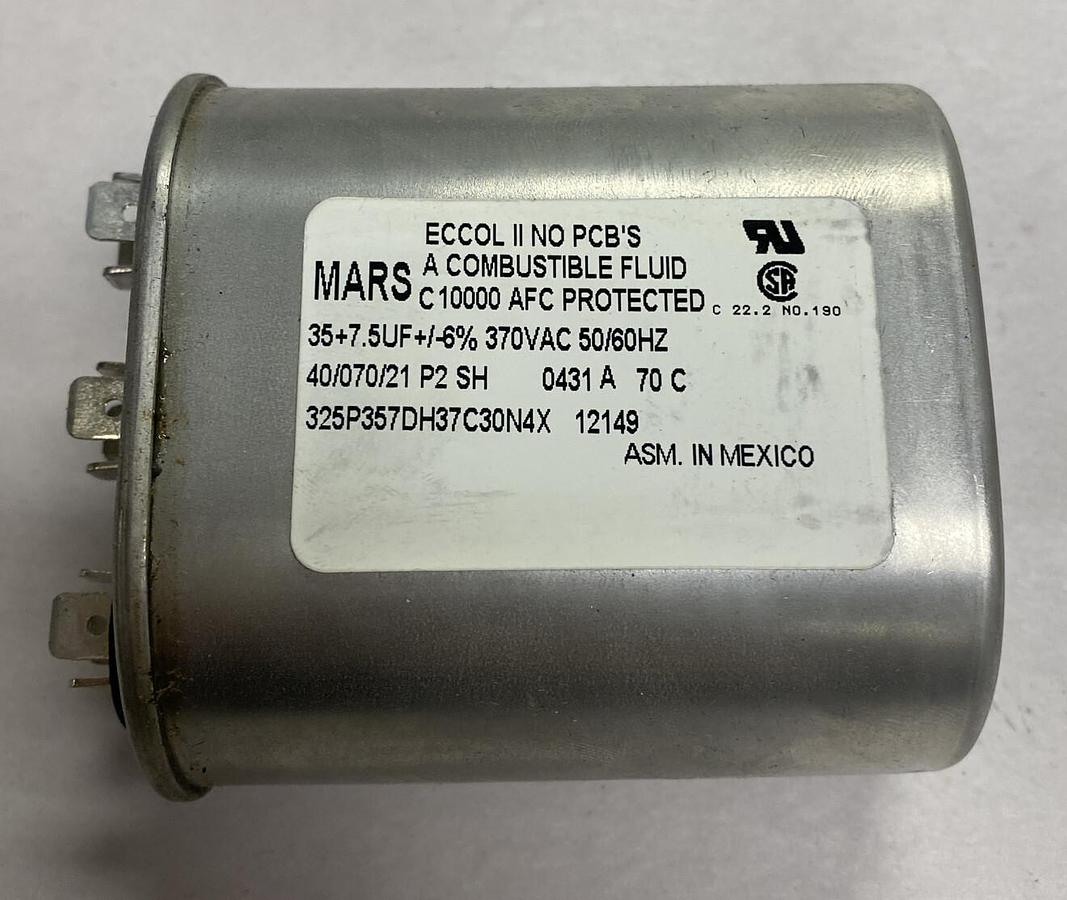 ECCOL II NO PCB'S
MARS A COMBUSTIBLE FLUID
C 10000 AFC PROTECTED
C 22.2 NO.190
35+7.5UF+/-6% 370VAC 50/60HZ
40/070/21 P2 SH 0431 A 70 C
325P357DH37C30N4X 12149
ASM. IN MEXICO